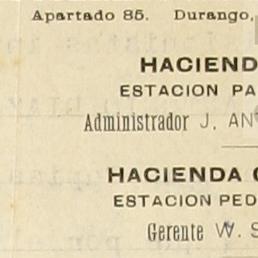 Apartado 85. Durango,
HACIEND
ESTACION PA
Administrador J. AN
HACIENDA
ESTACION PED
Gerente W. S